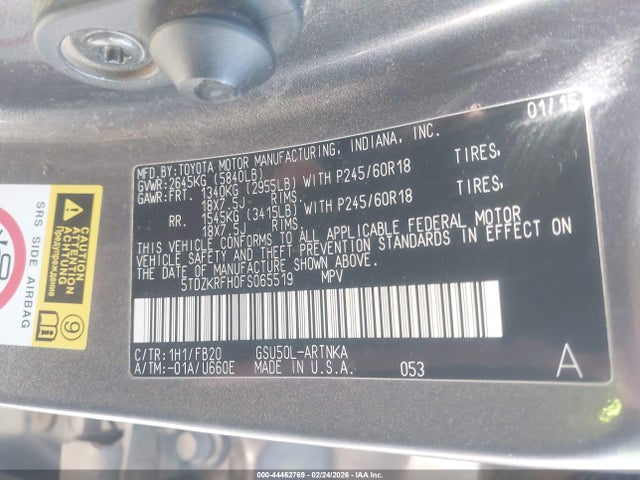 01/15
MFD.BY:TOYOTA MOTOR MANUFACTURING, INDIANA, INC.
GVWR:2645KG (5840LB)
GAWR:FRT. 1340KG (2955LB) WITH P245/60R18 TIRES,
18X7.5J RIMS.
RR. 1545KG (3415LB) WITH P245/60R18 TIRES,
18X7.5J RIMS.
THIS VEHICLE CONFORMS TO ALL APPLICABLE FEDERAL MOTOR
VEHICLE SAFETY AND THEFT PREVENTION STANDARDS IN EFFECT ON
THE DATE OF MANUFACTURE SHOWN ABOVE.
5TDZKRFH0FS065519 MPV
C/TR:1H1/FB20 GSU50L-ARTNKA
A/TM:-01A/U660E MADE IN U.S.A. 053
A
SRS SIDE AIRBAG
CAUTION
Предупреждение
9
000-44462769 - 02/24/2026 - IAA Inc.